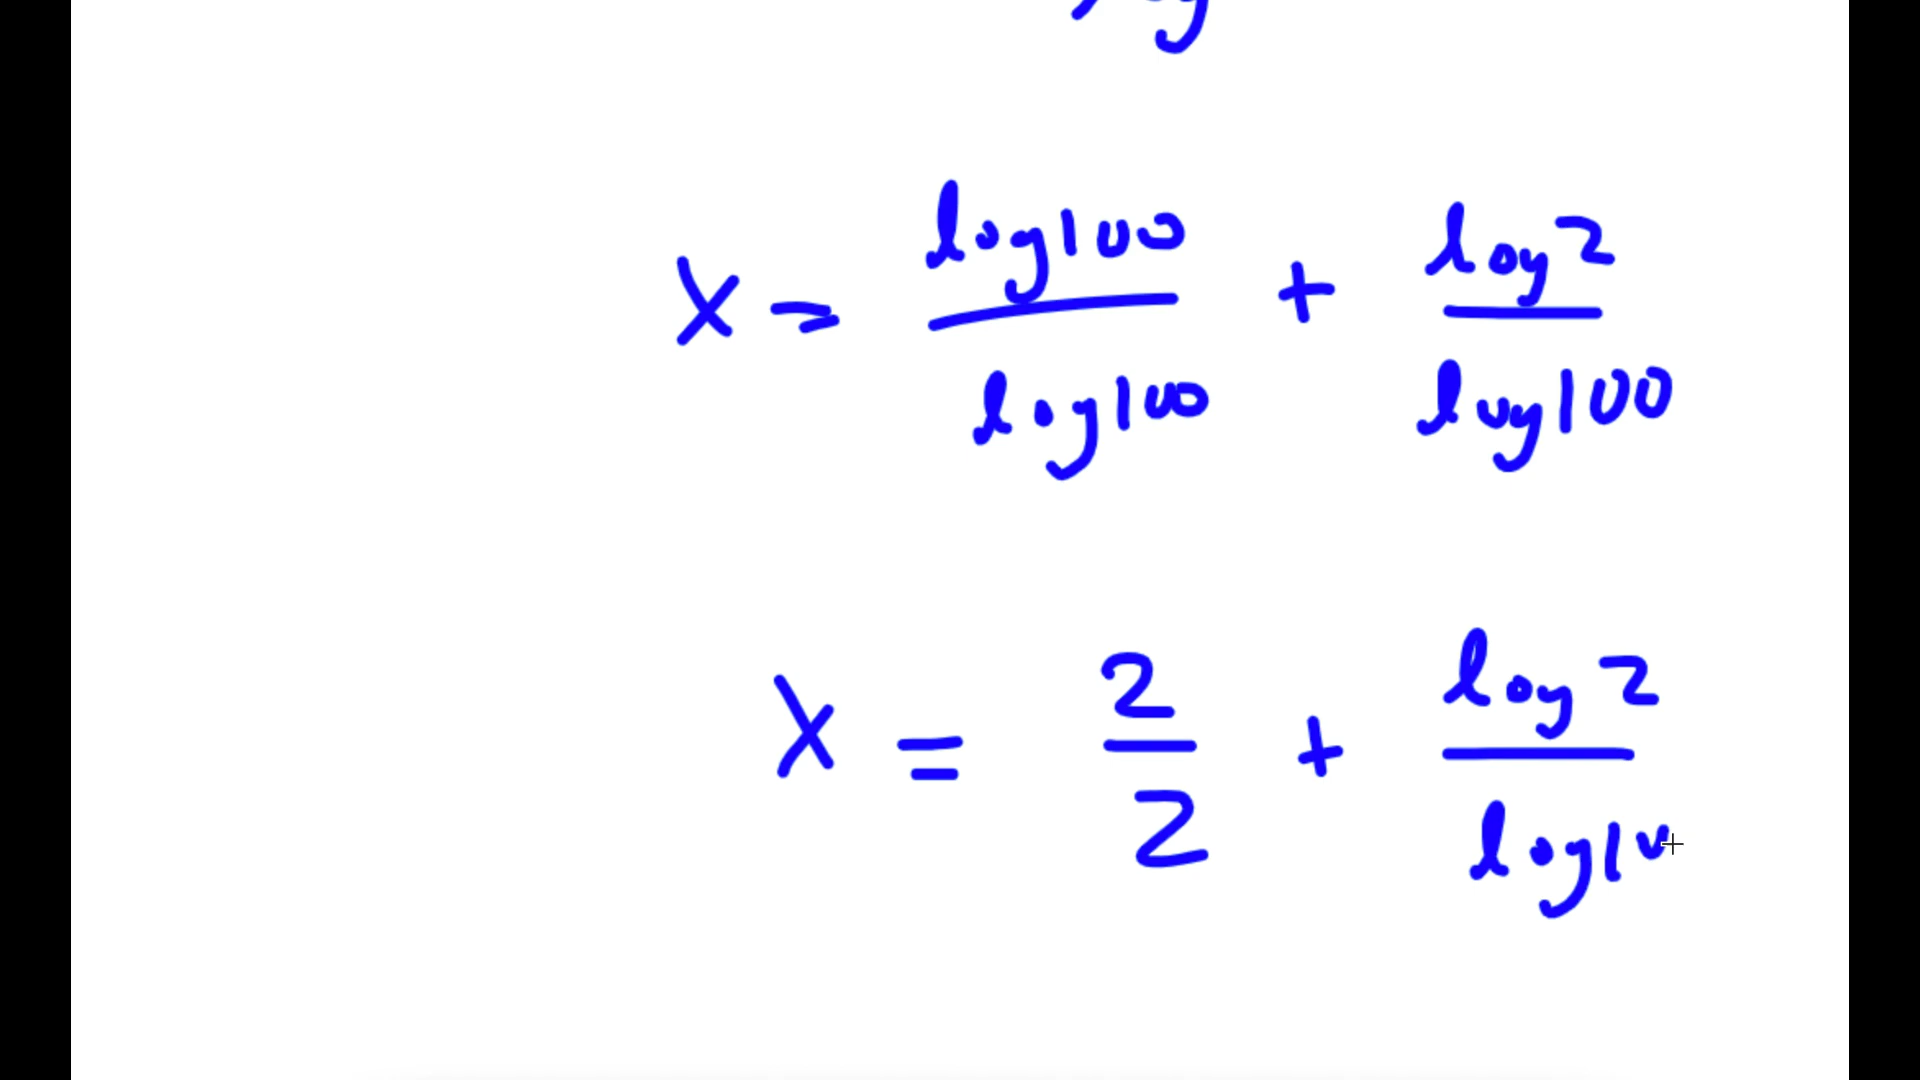 x = log100/log100 + log2/log100
x = 2/2 + log2/log10